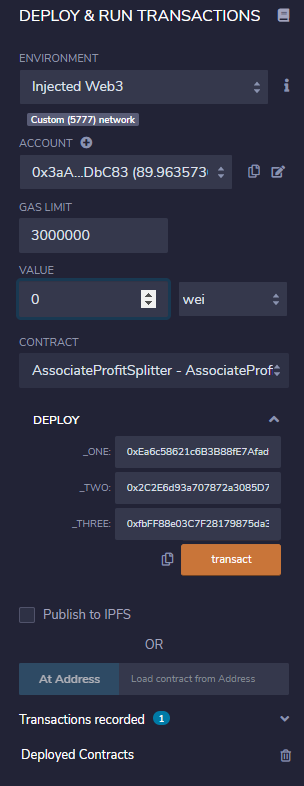 DEPLOY & RUN TRANSACTIONS
ENVIRONMENT
Injected Web3
Custom (5777) network
ACCOUNT
0x3aA...DbC83 (89.9635736
GAS LIMIT
3000000
VALUE
0 wei
CONTRACT
AssociateProfitSplitter - AssociateProf
DEPLOY
_ONE: 0xEa6c58621c6B3B88fE7Afad
_TWO: 0x2C2E6d93a707872a3085D7
_THREE: 0xfbFF88e03C7F28179875da3
transact
Publish to IPFS
OR
At Address Load contract from Address
Transactions recorded 1
Deployed Contracts